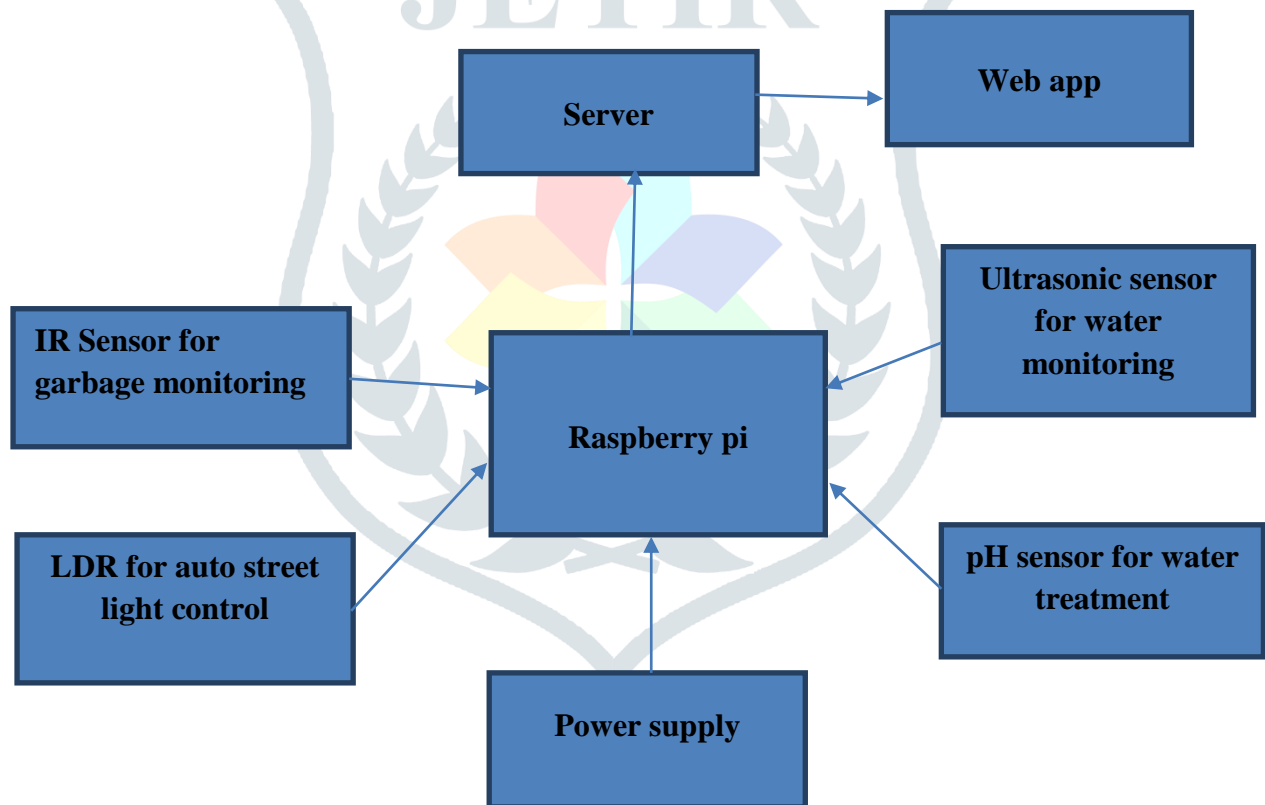 JETIR
Server
Web app
IR Sensor for
garbage monitoring
Ultrasonic sensor
for water
monitoring
Raspberry pi
LDR for auto street
light control
pH sensor for water
treatment
Power supply